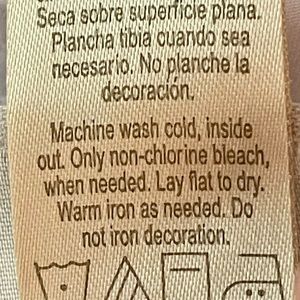 Seca sobre superficie plana.
Plancha tibia cuando sea
necesario. No planche la
decoración.
Machine wash cold, inside
out. Only non-chlorine bleach,
when needed. Lay flat to dry.
Warm iron as needed. Do
not iron decoration.